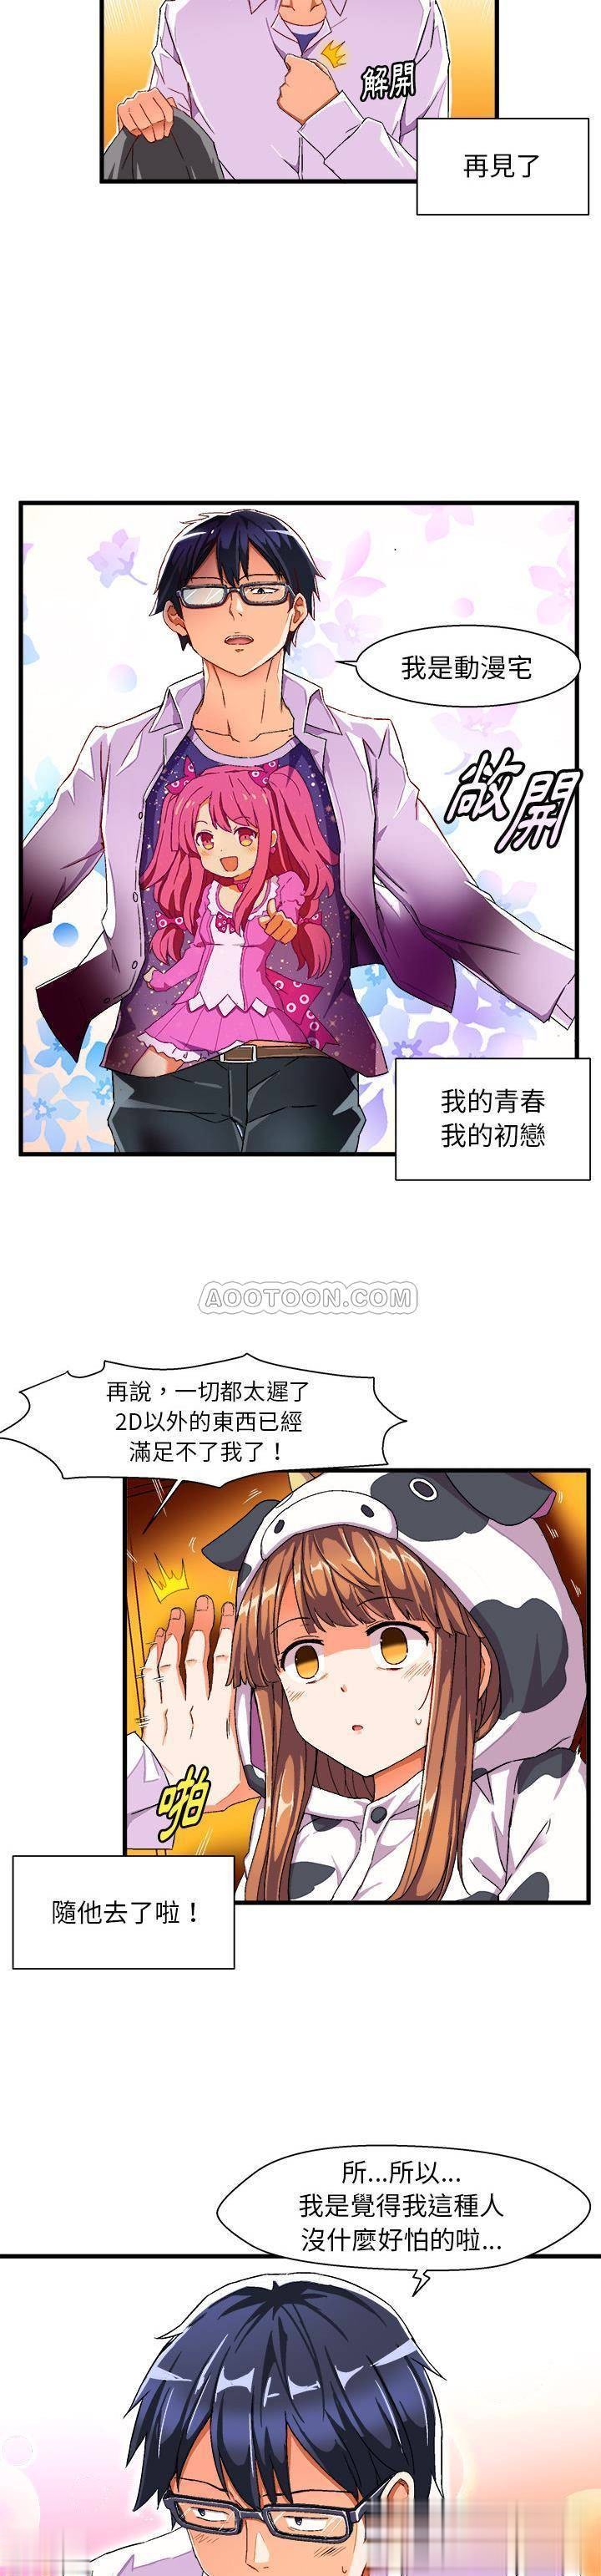 解開
再見了
我是動漫宅
敞開
我的青春
我的初戀
AOOTOON.COM
再說，一切都太遲了
2D以外的東西已經
滿足不了我了！
啪
隨他去了啦！
所...所以...
我是覺得我這種人
沒什麼好怕的啦...